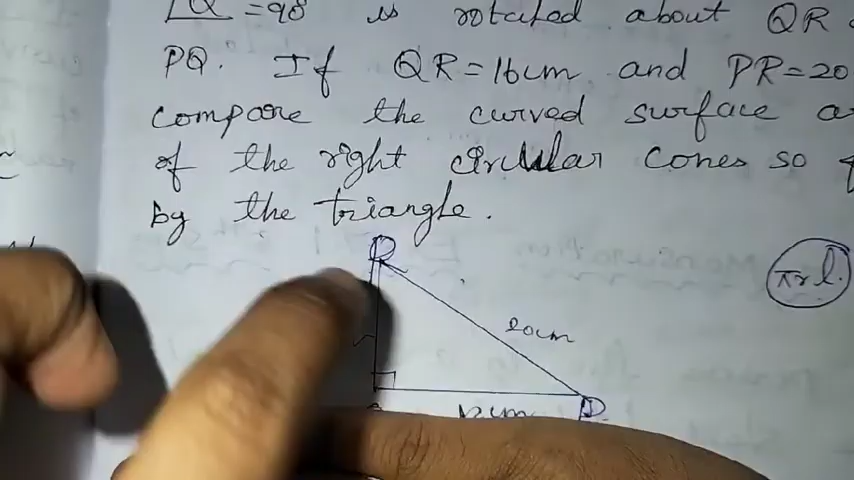 ∠Q=90° is rotated about QR
PQ. If QR=16cm and PR=20
compare the curved surface
of the right circular cones so
by the triangle.
πrl.
20cm
12cm
P